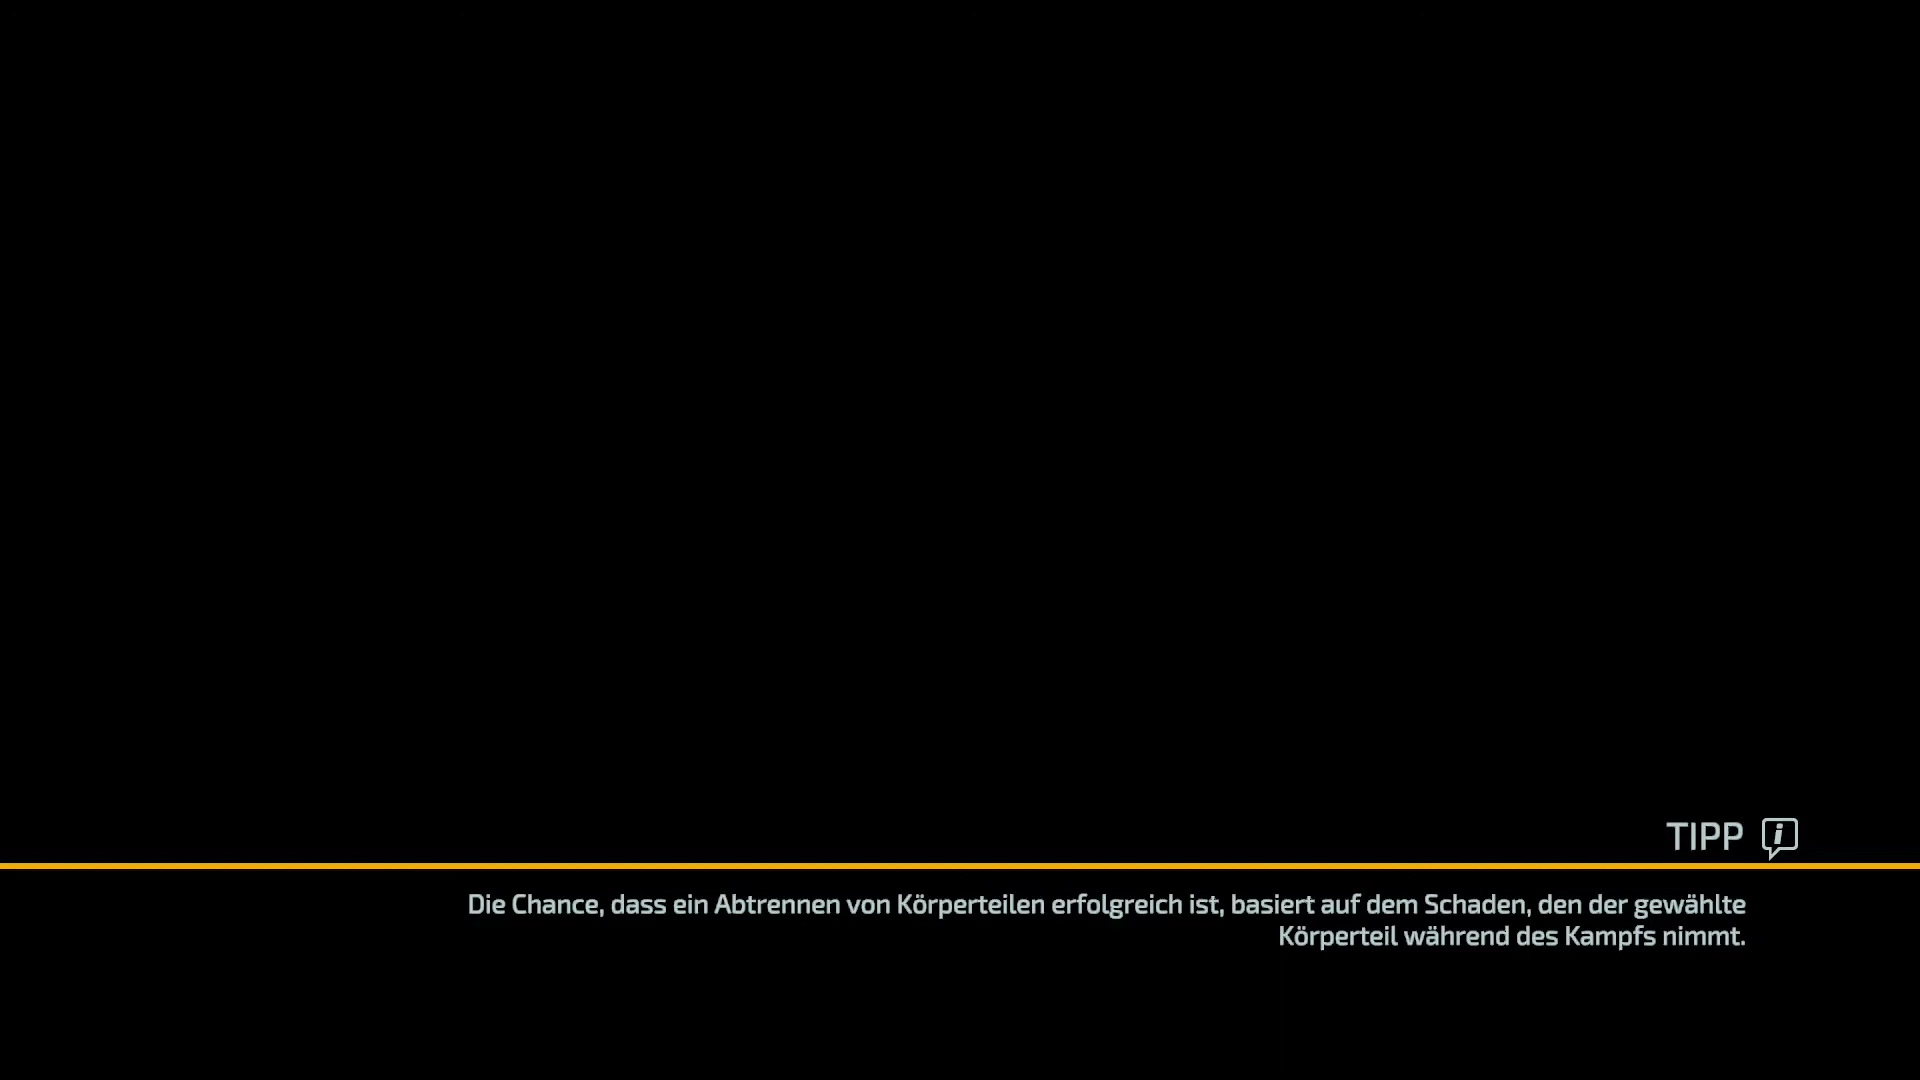 TIPP
Die Chance, dass ein Abtrennen von Körperteilen erfolgreich ist, basiert auf dem Schaden, den der gewählte
Körperteil während des Kampfs nimmt.